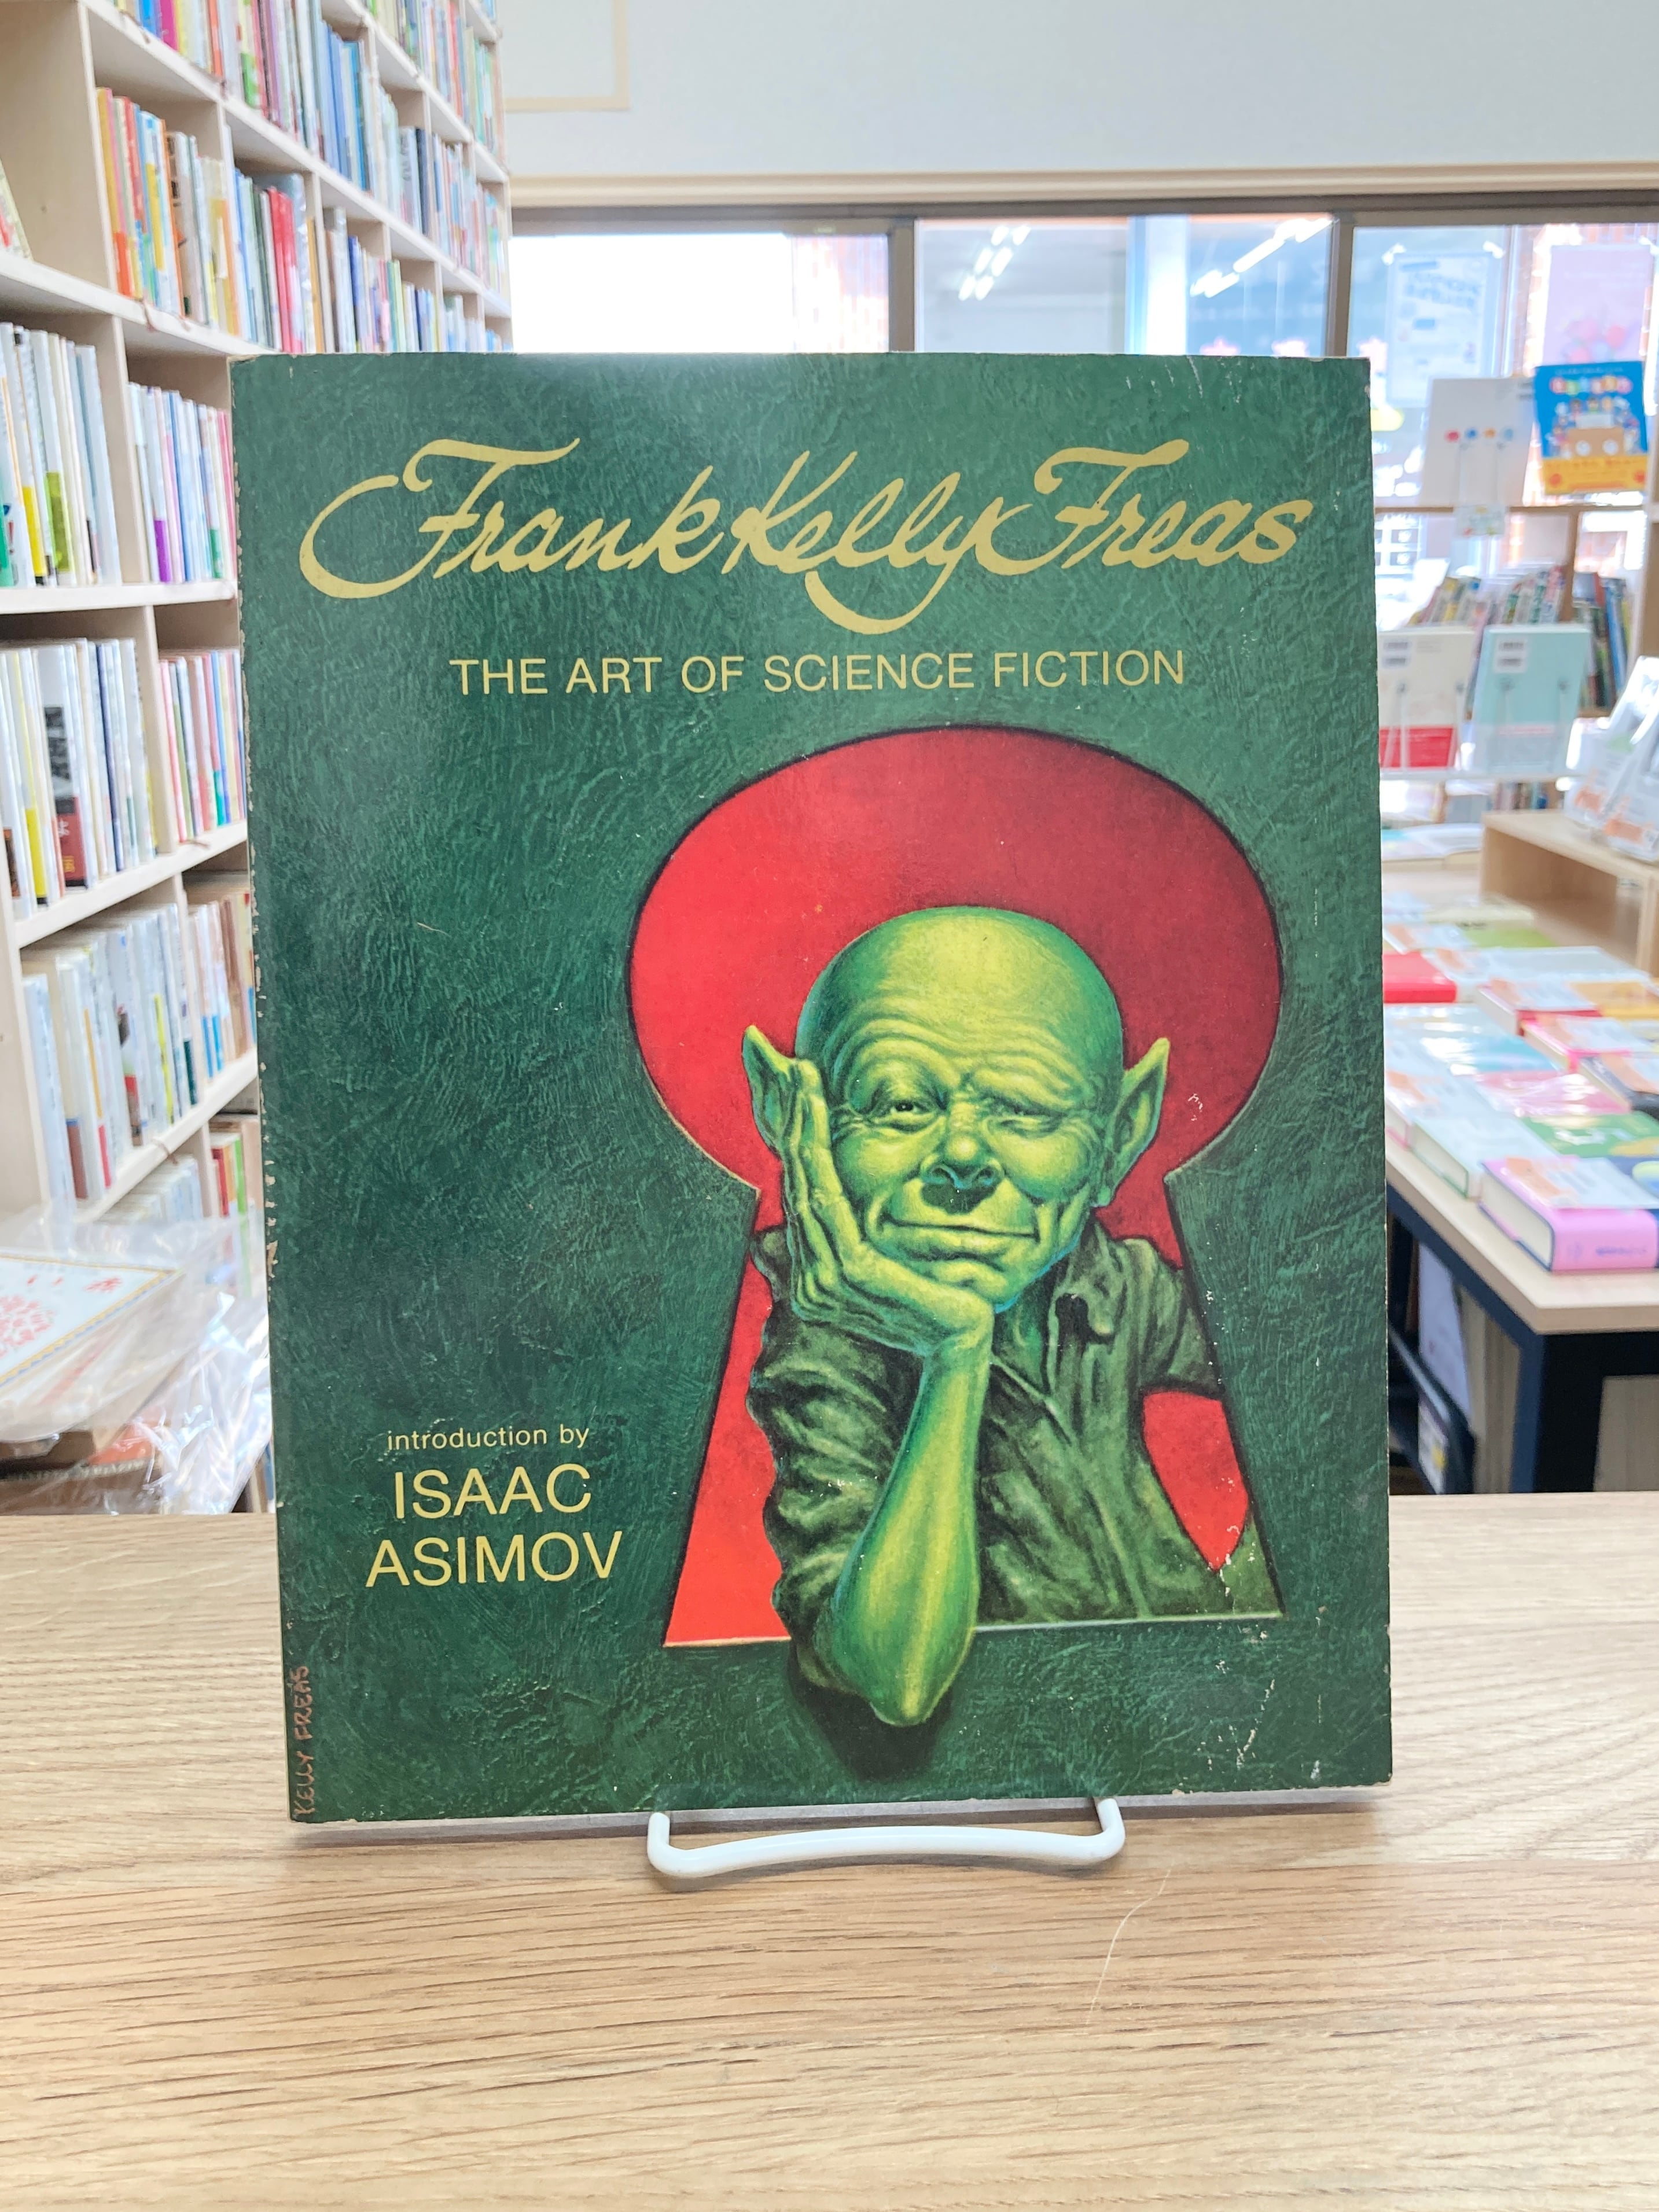 Frank Kelly Freas
THE ART OF SCIENCE FICTION
introduction by
ISAAC
ASIMOV
KELLY FREAS